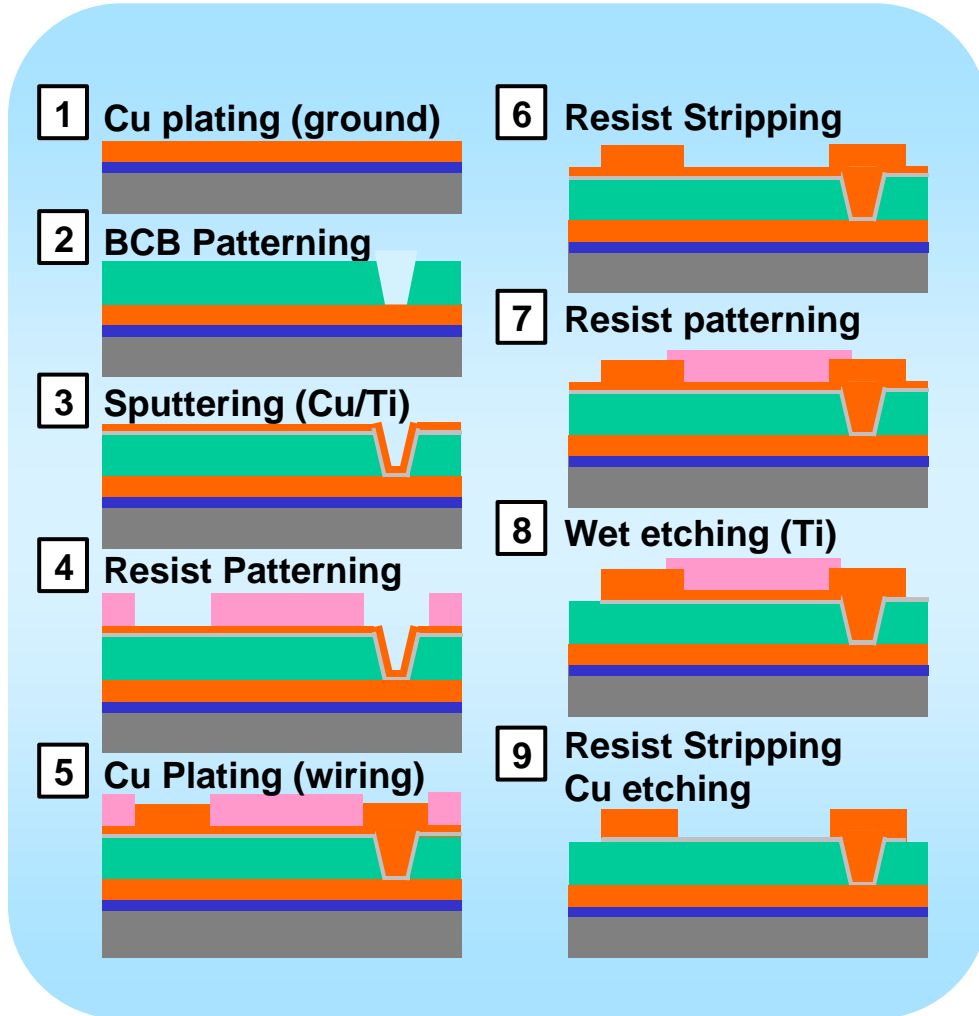 1 Cu plating (ground)
2 BCB Patterning
3 Sputtering (Cu/Ti)
4 Resist Patterning
5 Cu Plating (wiring)
6 Resist Stripping
7 Resist patterning
8 Wet etching (Ti)
9 Resist Stripping
Cu etching